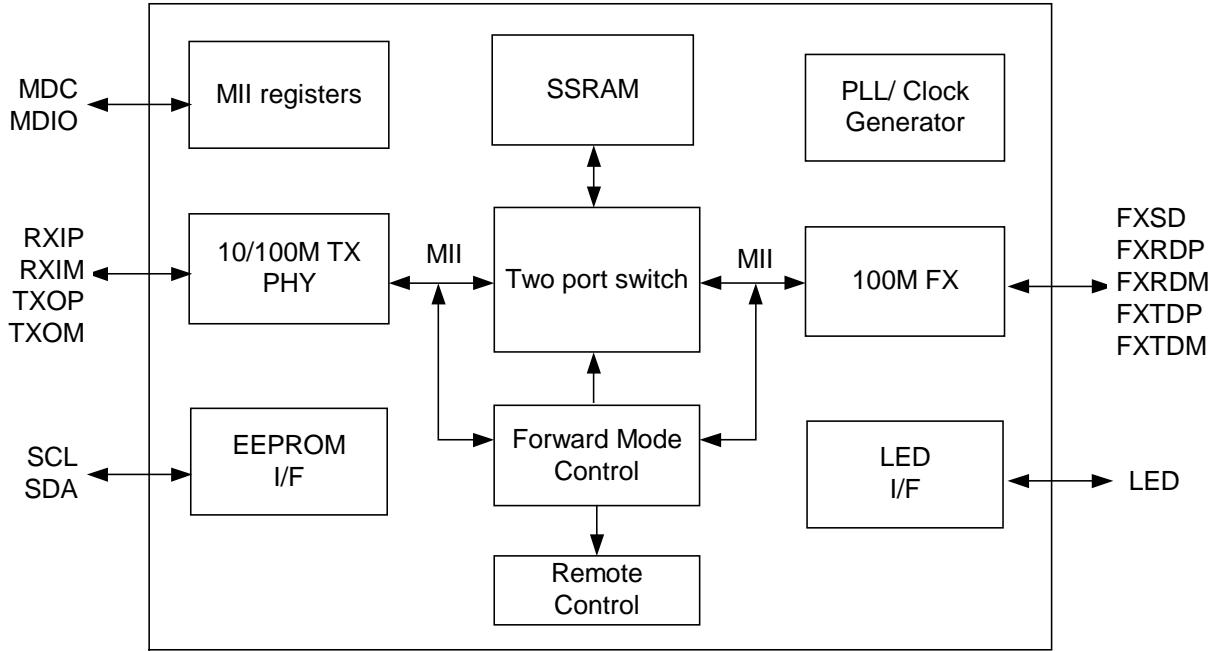 MDC
MDIO
MII registers
SSRAM
PLL/ Clock
Generator
RXIP
RXIM
TXOP
TXOM
10/100M TX
PHY
MII
Two port switch
MII
100M FX
FXSD
FXRDP
FXRDM
FXTDP
FXTDM
SCL
SDA
EEPROM
I/F
Forward Mode
Control
LED
I/F
LED
Remote
Control